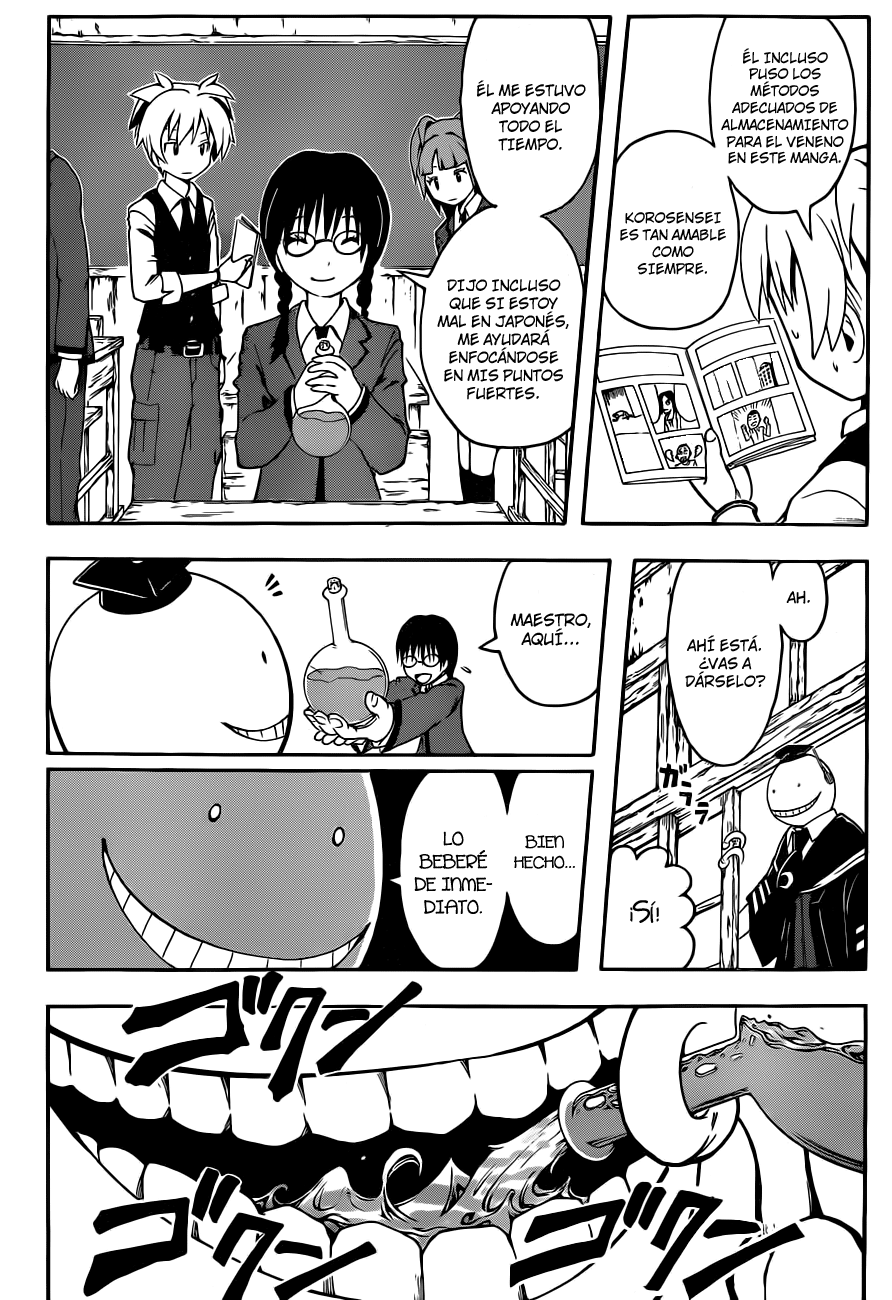 ÉL INCLUSO
PUSO LOS
MÉTODOS
ADECUADOS DE
ALMACENAMIENTO
PARA EL VENENO
EN ESTE MANGA.
KOROSENSEI
ES TAN AMABLE
COMO
SIEMPRE.
ÉL ME ESTUVO
APOYANDO
TODO EL
TIEMPO.
DIJO INCLUSO
QUE SI ESTOY
MAL EN JAPONÉS,
ME AYUDARÁ
ENFOCÁNDOSE
EN MIS PUNTOS
FUERTES.
AH.
AHÍ ESTÁ.
¿VAS A
DÁRSELO?
ガララ
¡SÍ!
MAESTRO,
AQUÍ...
BIEN
HECHO...
LO
BEBERÉ
DE INME-
DIATO.
ゴクン
ゴクン
ゴクン